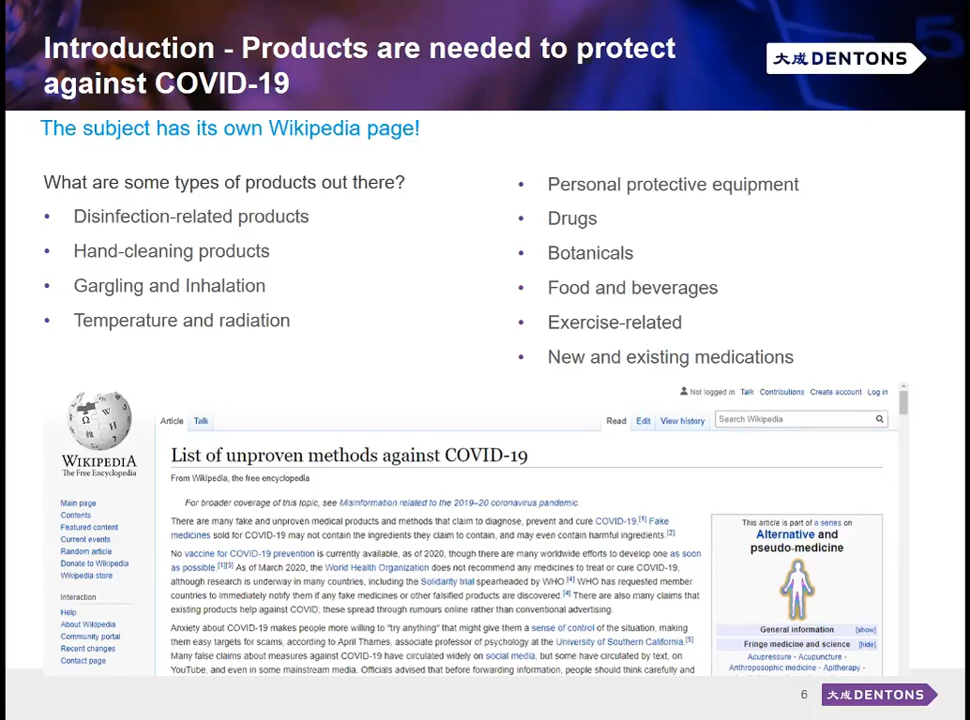 Introduction - Products are needed to protect
against COVID-19
大成DENTONS
The subject has its own Wikipedia page!
What are some types of products out there?
• Disinfection-related products
• Hand-cleaning products
• Gargling and Inhalation
• Temperature and radiation
• Personal protective equipment
• Drugs
• Botanicals
• Food and beverages
• Exercise-related
• New and existing medications
WIKIPEDIA
The Free Encyclopedia
Main page
Contents
Featured content
Current events
Random article
Donate to Wikipedia
Wikipedia store
Interaction
Help
About Wikipedia
Community portal
Recent changes
Contact page
Not logged in Talk Contributions Create account Log in
Article Talk
Read Edit View history Search Wikipedia
List of unproven methods against COVID-19
From Wikipedia, the free encyclopedia
For broader coverage of this topic, see Misinformation related to the 2019–20 coronavirus pandemic.
There are many fake and unproven medical products and methods that claim to diagnose, prevent and cure COVID-19.[1] Fake
medicines sold for COVID-19 may not contain the ingredients they claim to contain, and may even contain harmful ingredients.[2]
No vaccine for COVID-19 prevention is currently available, as of 2020, though there are many worldwide efforts to develop one as soon
as possible.[1][3] As of March 2020, the World Health Organization does not recommend any medicines to treat or cure COVID-19,
although research is underway in many countries, including the Solidarity trial spearheaded by WHO.[4] WHO has requested member
countries to immediately notify them if any fake medicines or other falsified products are discovered.[4] There are also many claims that
existing products help against COVID; these spread through rumours online rather than conventional advertising.
Anxiety about COVID-19 makes people more willing to "try anything" that might give them a sense of control of the situation, making
them easy targets for scams, according to April Thames, associate professor of psychology at the University of Southern California.[5]
Many false claims about measures against COVID-19 have circulated widely on social media, but some have circulated by text, on
YouTube, and even in some mainstream media. Officials advised that before forwarding information, people should think carefully and
This article is part of a series on
Alternative and
pseudo-medicine
General information [show]
Fringe medicine and science [hide]
Acupressure · Acupuncture ·
Anthroposophic medicine · Apitherapy ·
6
大成DENTONS